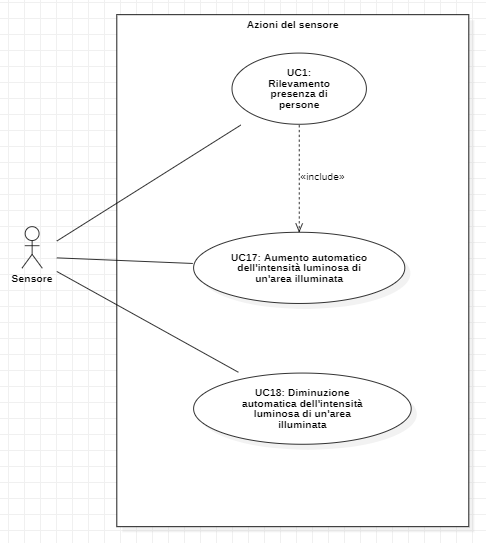 Azioni del sensore
UC1:
Rilevamento
presenza di
persone
«include»
UC17: Aumento automatico
dell'intensità luminosa di
un'area illuminata
Sensore
UC18: Diminuzione
automatica dell'intensità
luminosa di un'area
illuminata